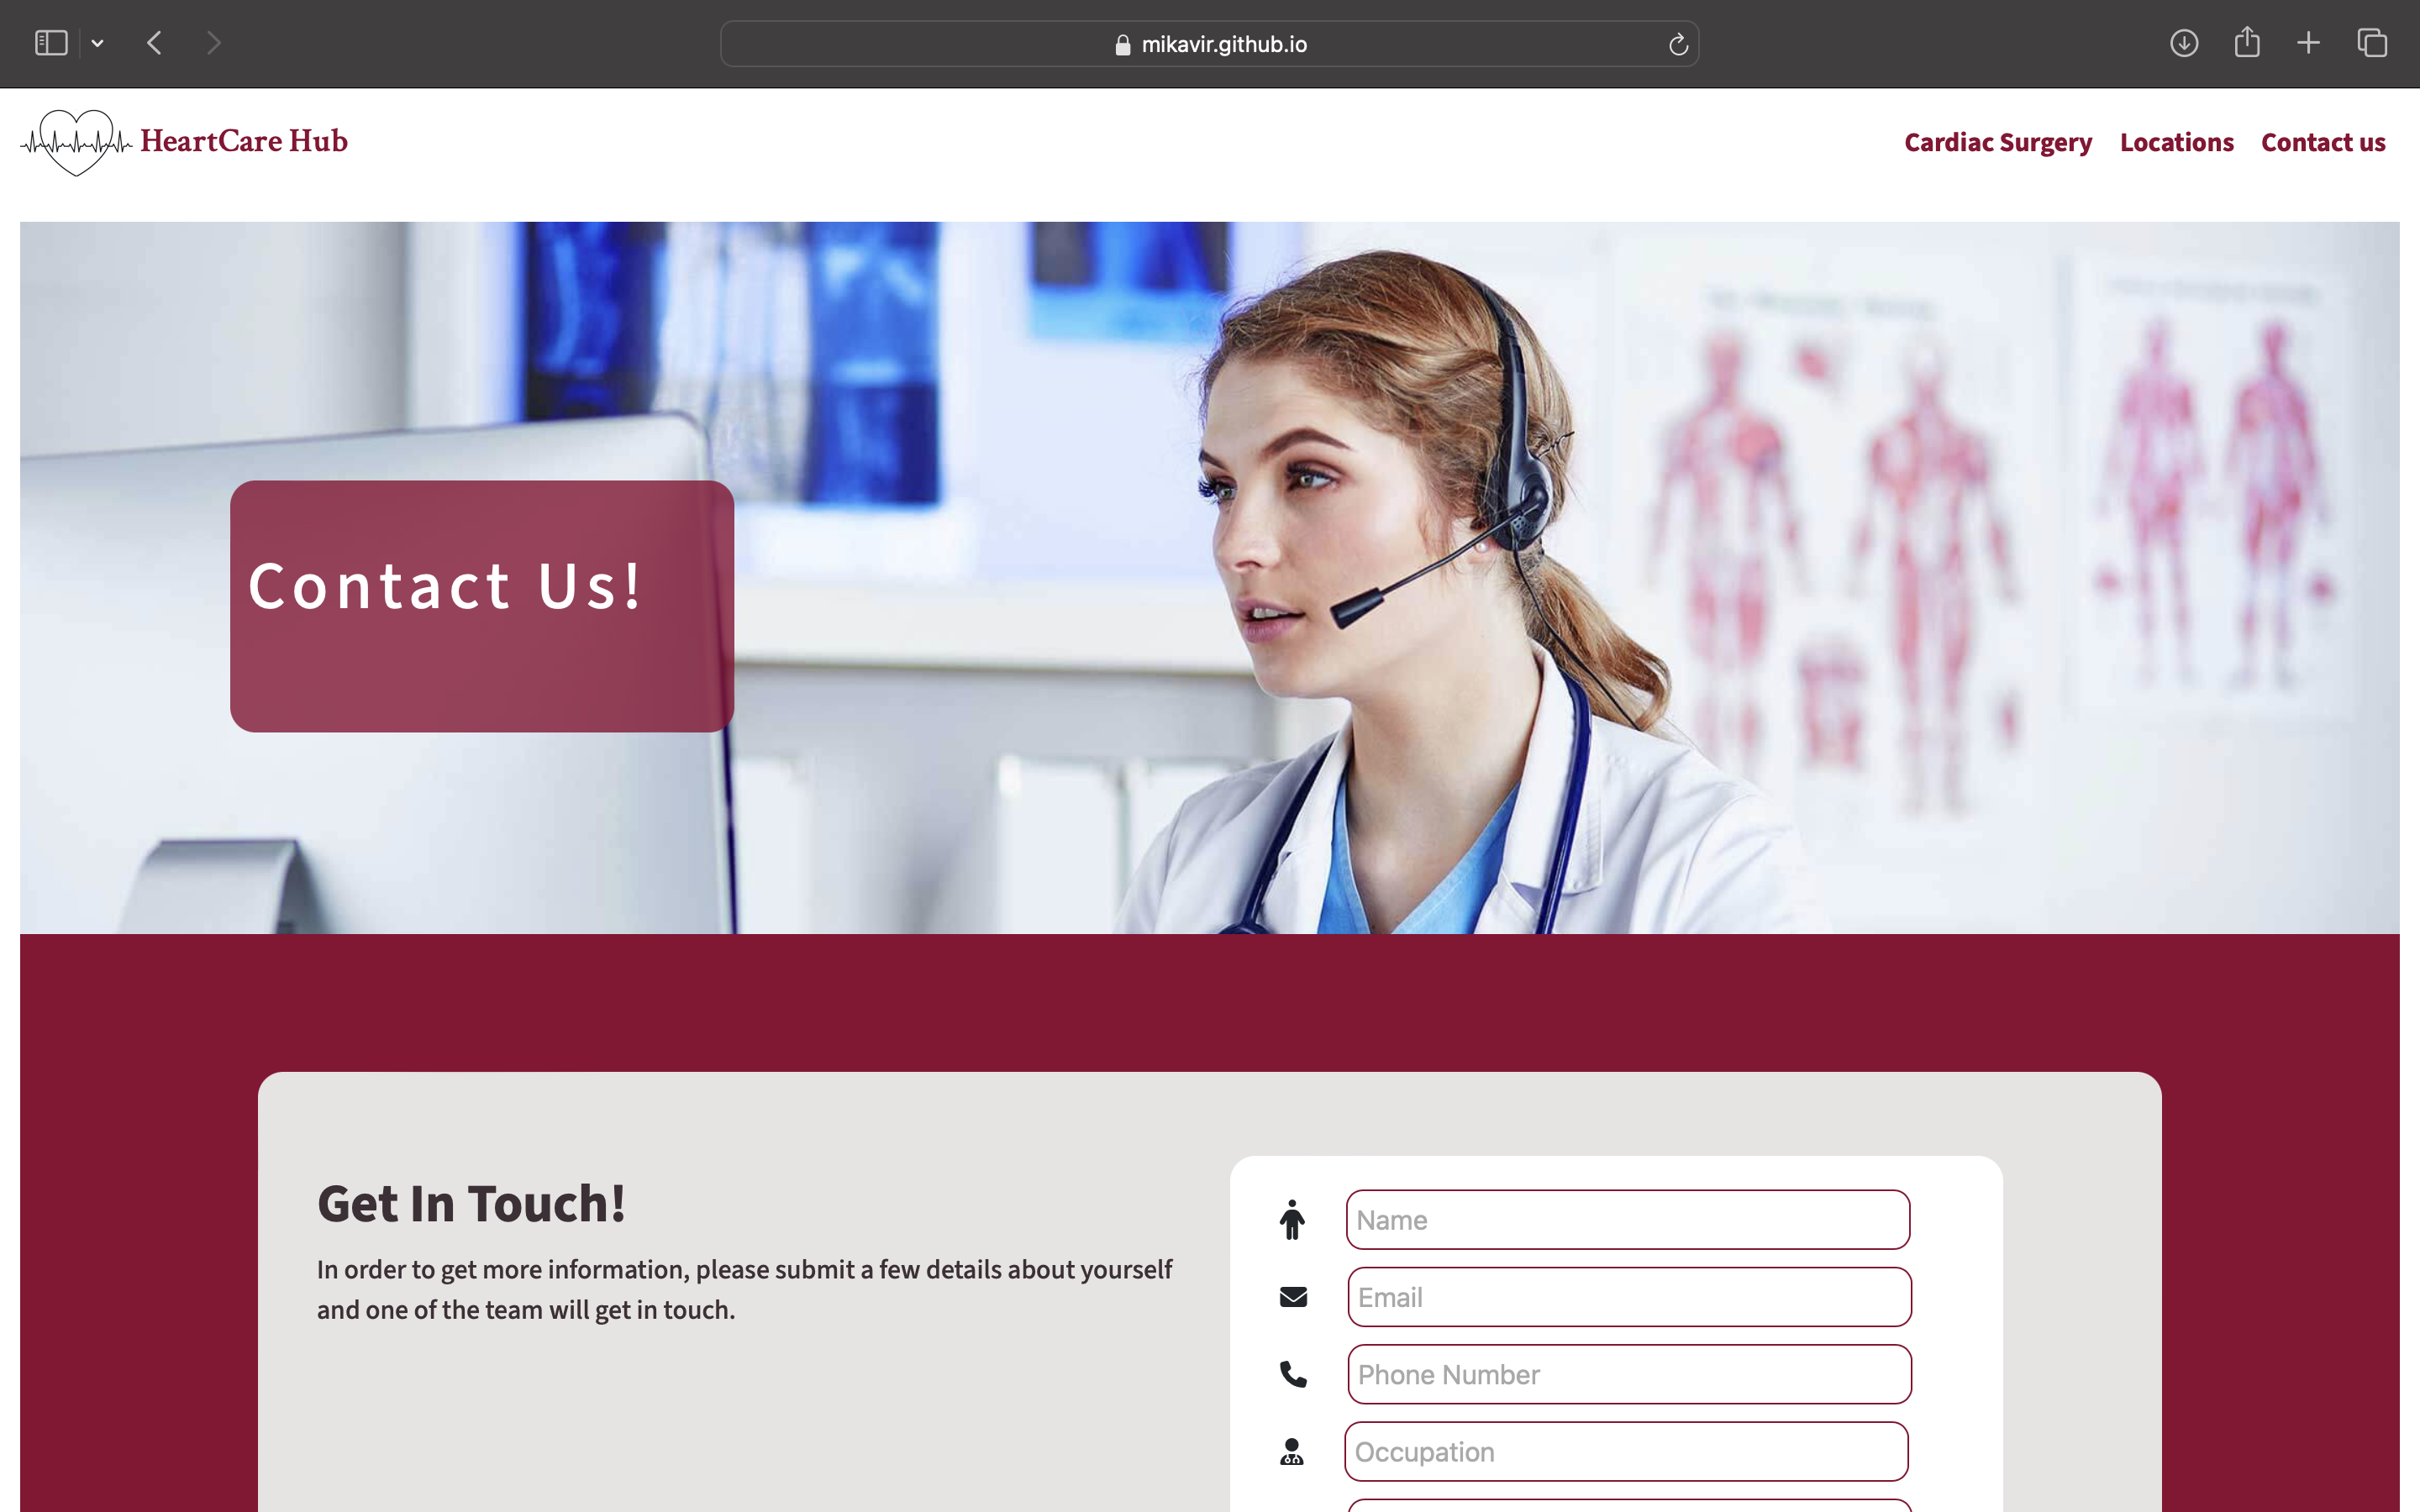 mikavir.github.io
HeartCare Hub
Cardiac Surgery Locations Contact us
Contact Us!
Get In Touch!
In order to get more information, please submit a few details about yourself
and one of the team will get in touch.
Name
Email
Phone Number
Occupation